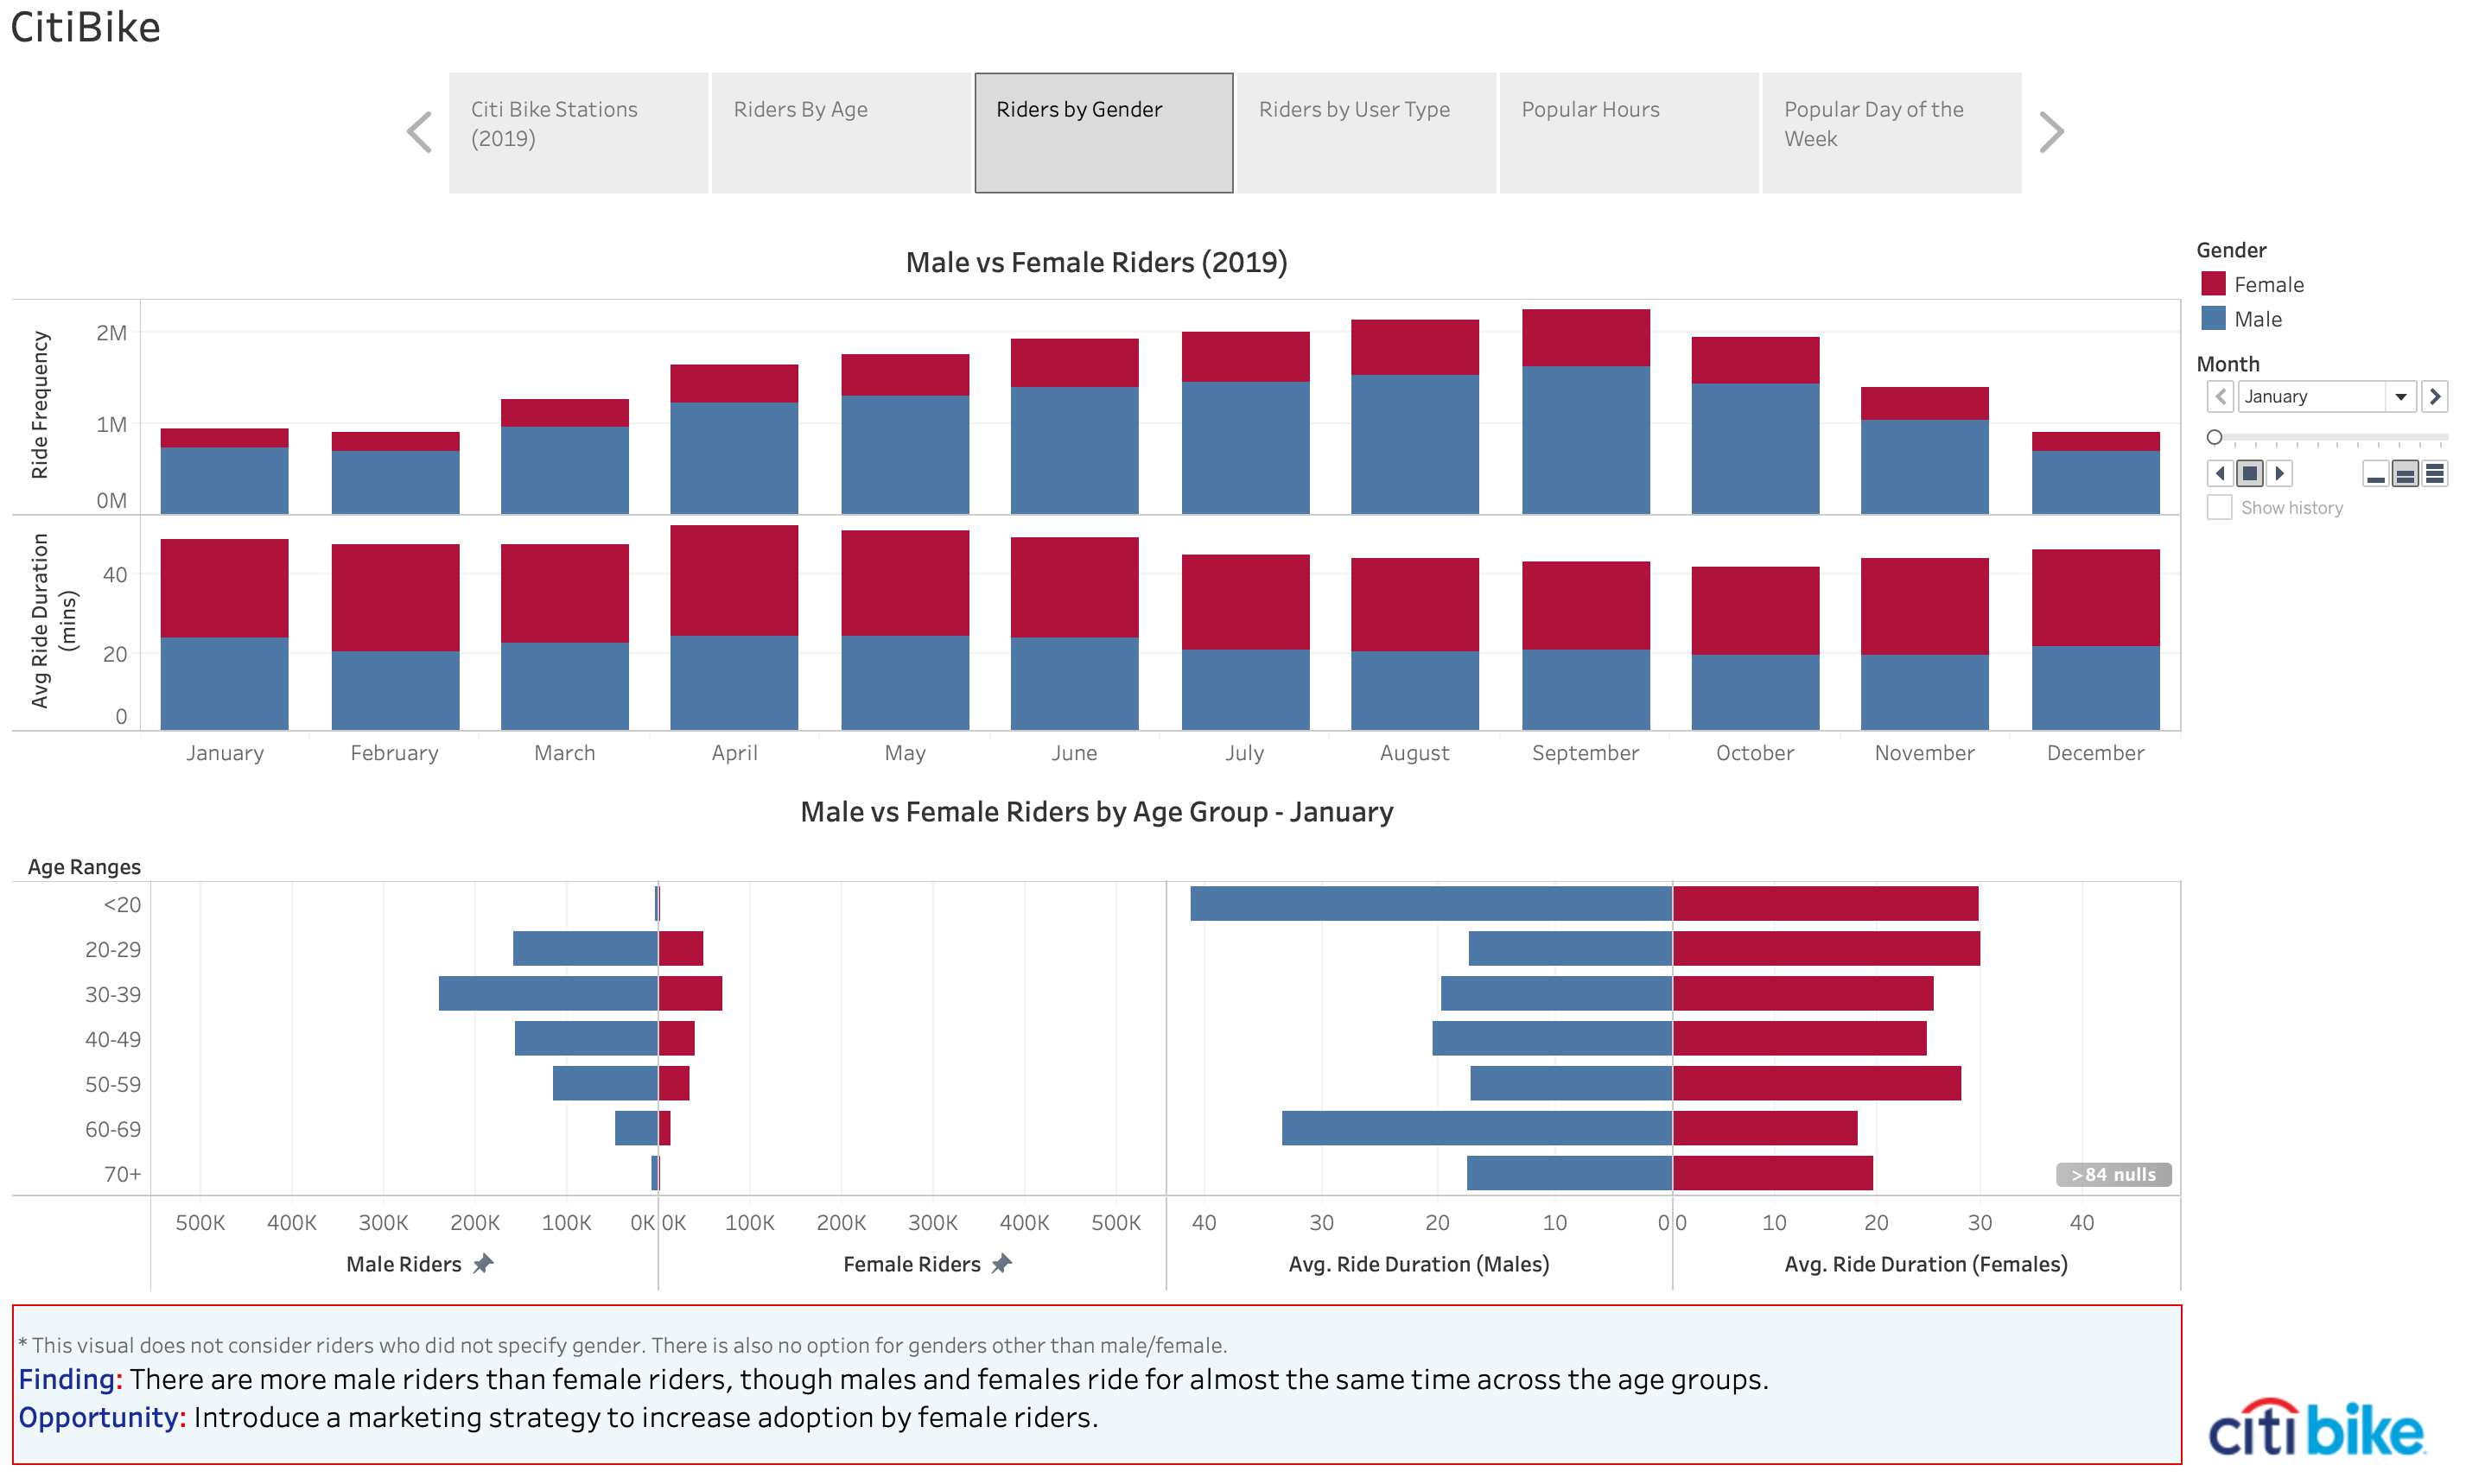 CitiBike
Citi Bike Stations
(2019)
Riders By Age
Riders by Gender
Riders by User Type
Popular Hours
Popular Day of the
Week
Male vs Female Riders (2019)
Gender
Female
Male
Month
January
Show history
Ride Frequency
2M
1M
0M
Avg Ride Duration
(mins)
40
20
0
January February March April May June July August September October November December
Male vs Female Riders by Age Group - January
Age Ranges
<20
20-29
30-39
40-49
50-59
60-69
70+
>84 nulls
500K 400K 300K 200K 100K 0K 0K 100K 200K 300K 400K 500K 40 30 20 10 0 0 10 20 30 40
Male Riders Female Riders Avg. Ride Duration (Males) Avg. Ride Duration (Females)
* This visual does not consider riders who did not specify gender. There is also no option for genders other than male/female.
Finding: There are more male riders than female riders, though males and females ride for almost the same time across the age groups.
Opportunity: Introduce a marketing strategy to increase adoption by female riders.
citi bike